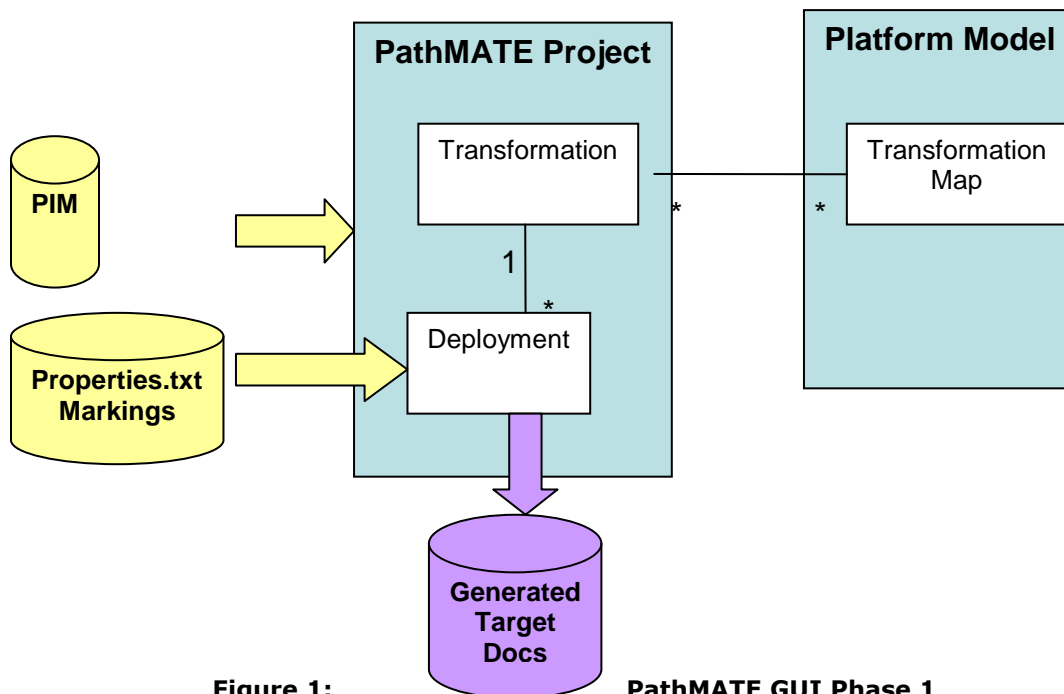 PathMATE Project
Platform Model
Transformation
Transformation
Map
*
*
PIM
1
*
Deployment
Properties.txt
Markings
Generated
Target
Docs
Figure 1: PathMATE GUI Phase 1